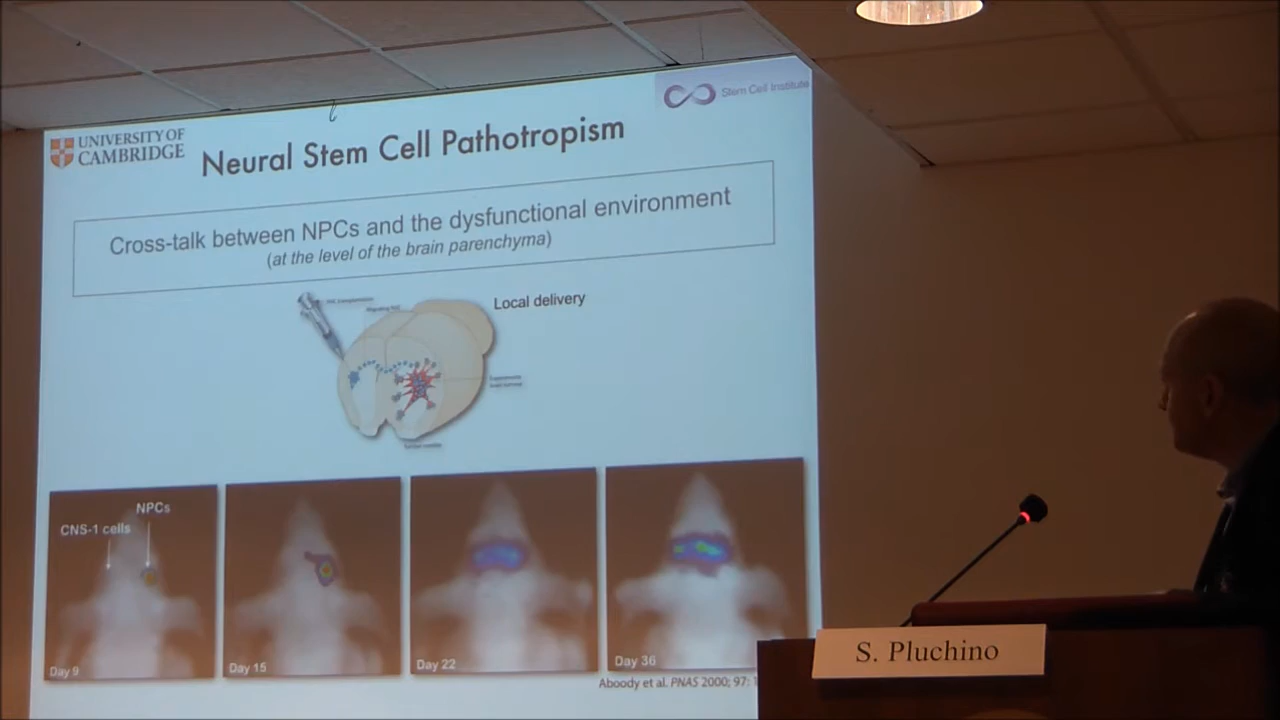 UNIVERSITY OF
CAMBRIDGE
Stem Cell Institute
Neural Stem Cell Pathotropism
Cross-talk between NPCs and the dysfunctional environment
(at the level of the brain parenchyma)
Local delivery
NPCs
CNS-1 cells
Day 9
Day 15
Day 22
Day 36
Aboody et al. PNAS 2000; 97:
S. Pluchino